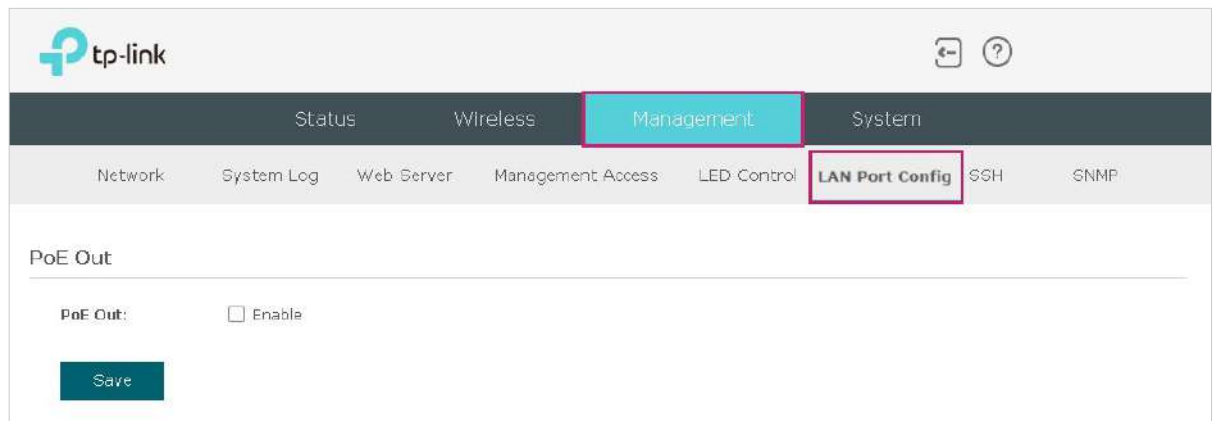 tp-link
Status Wireless Management System
Network System Log Web Server Management Access LED Control LAN Port Config SSH SNMP
PoE Out
PoE Out: Enable
Save